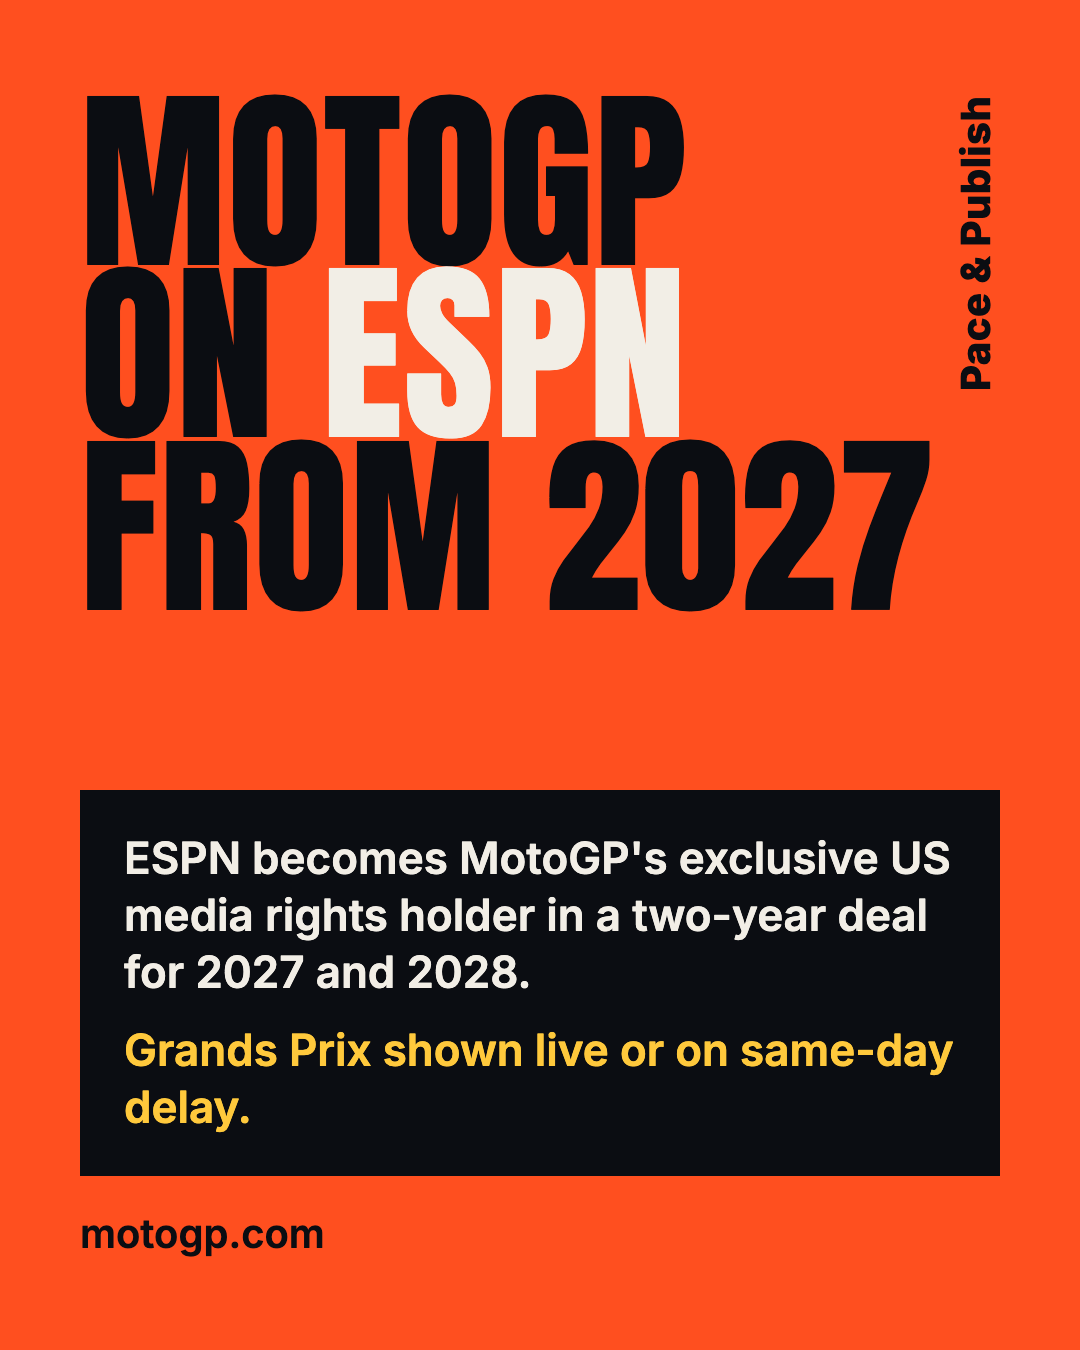 MOTOGP
ON ESPN
FROM 2027
Pace & Publish
ESPN becomes MotoGP's exclusive US
media rights holder in a two-year deal
for 2027 and 2028.
Grands Prix shown live or on same-day
delay.
motogp.com